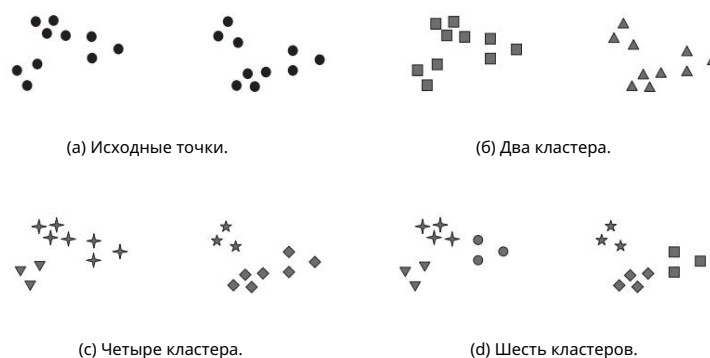 (а) Исходные точки.
(б) Два кластера.
(c) Четыре кластера.
(d) Шесть кластеров.